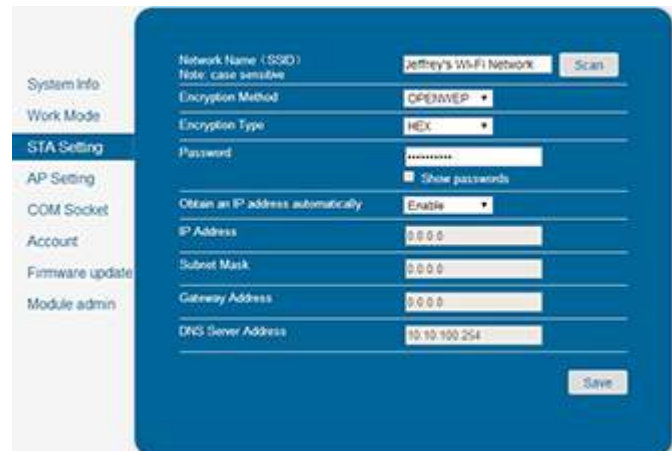 System Info
Work Mode
STA Setting
AP Setting
COM Socket
Account
Firmware update
Module admin
Network Name (SSID)
Note: case sensitive
Jeffrey's Wi-Fi Network
Scan
Encryption Method
OPENWEP
Encryption Type
HEX
Password
••••••••••
Show passwords
Obtain an IP address automatically
Enable
IP Address
0.0.0.0
Subnet Mask
0.0.0.0
Gateway Address
0.0.0.0
DNS Server Address
10.10.100.254
Save